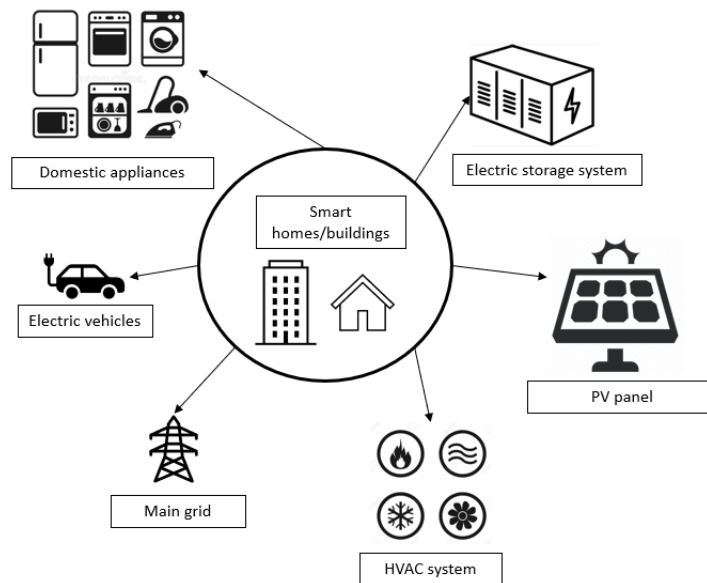 Domestic appliances
Electric storage system
Smart
homes/buildings
Electric vehicles
PV panel
Main grid
HVAC system